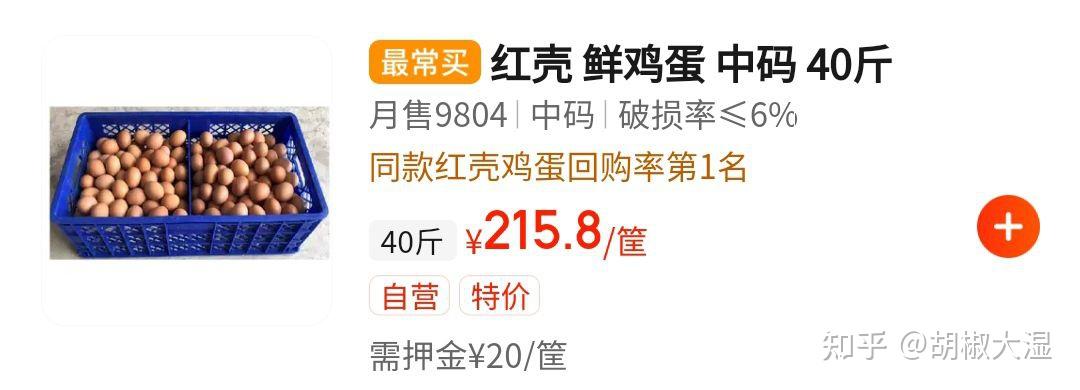 最常买 红壳 鲜鸡蛋 中码 40斤
月售9804 | 中码 | 破损率≤6%
同款红壳鸡蛋回购率第1名
40斤 ¥215.8/筐
自营 特价
需押金¥20/筐
知乎 @胡椒大湿